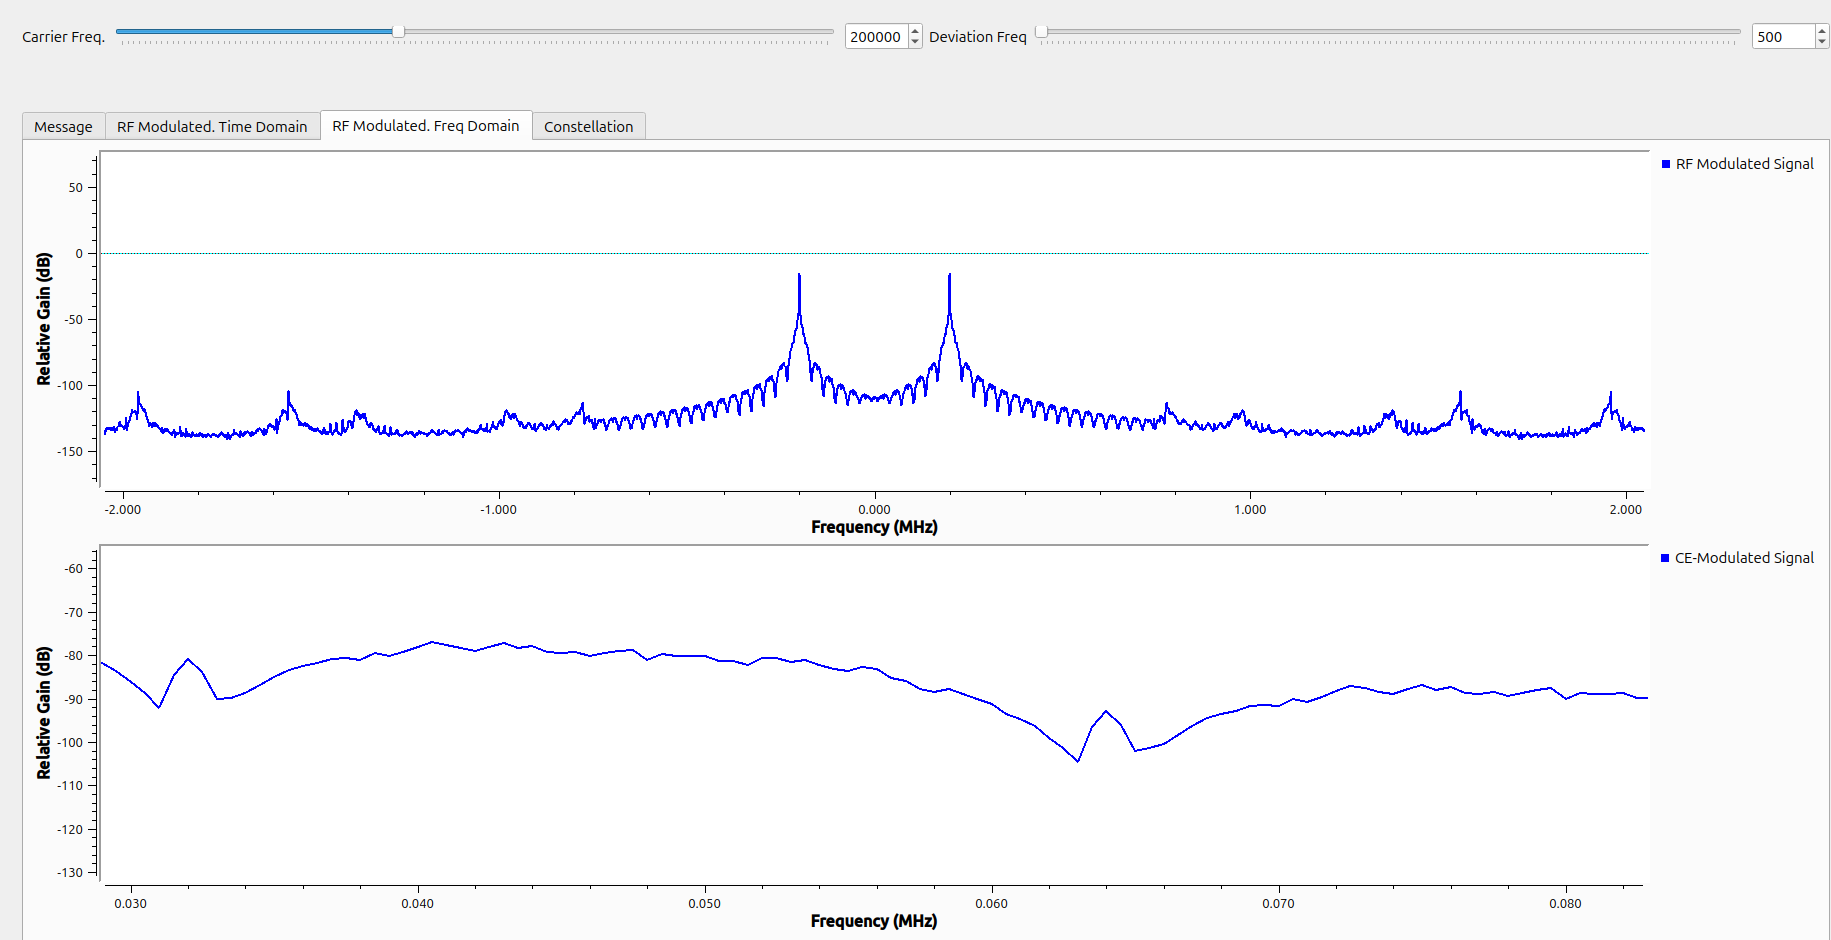 Carrier Freq. 200000 Deviation Freq 500
Message RF Modulated. Time Domain RF Modulated. Freq Domain Constellation
RF Modulated Signal
Relative Gain (dB)
50
0
-50
-100
-150
-2.000 -1.000 0.000 1.000 2.000
Frequency (MHz)
CE-Modulated Signal
Relative Gain (dB)
-60
-70
-80
-90
-100
-110
-120
-130
0.030 0.040 0.050 0.060 0.070 0.080
Frequency (MHz)